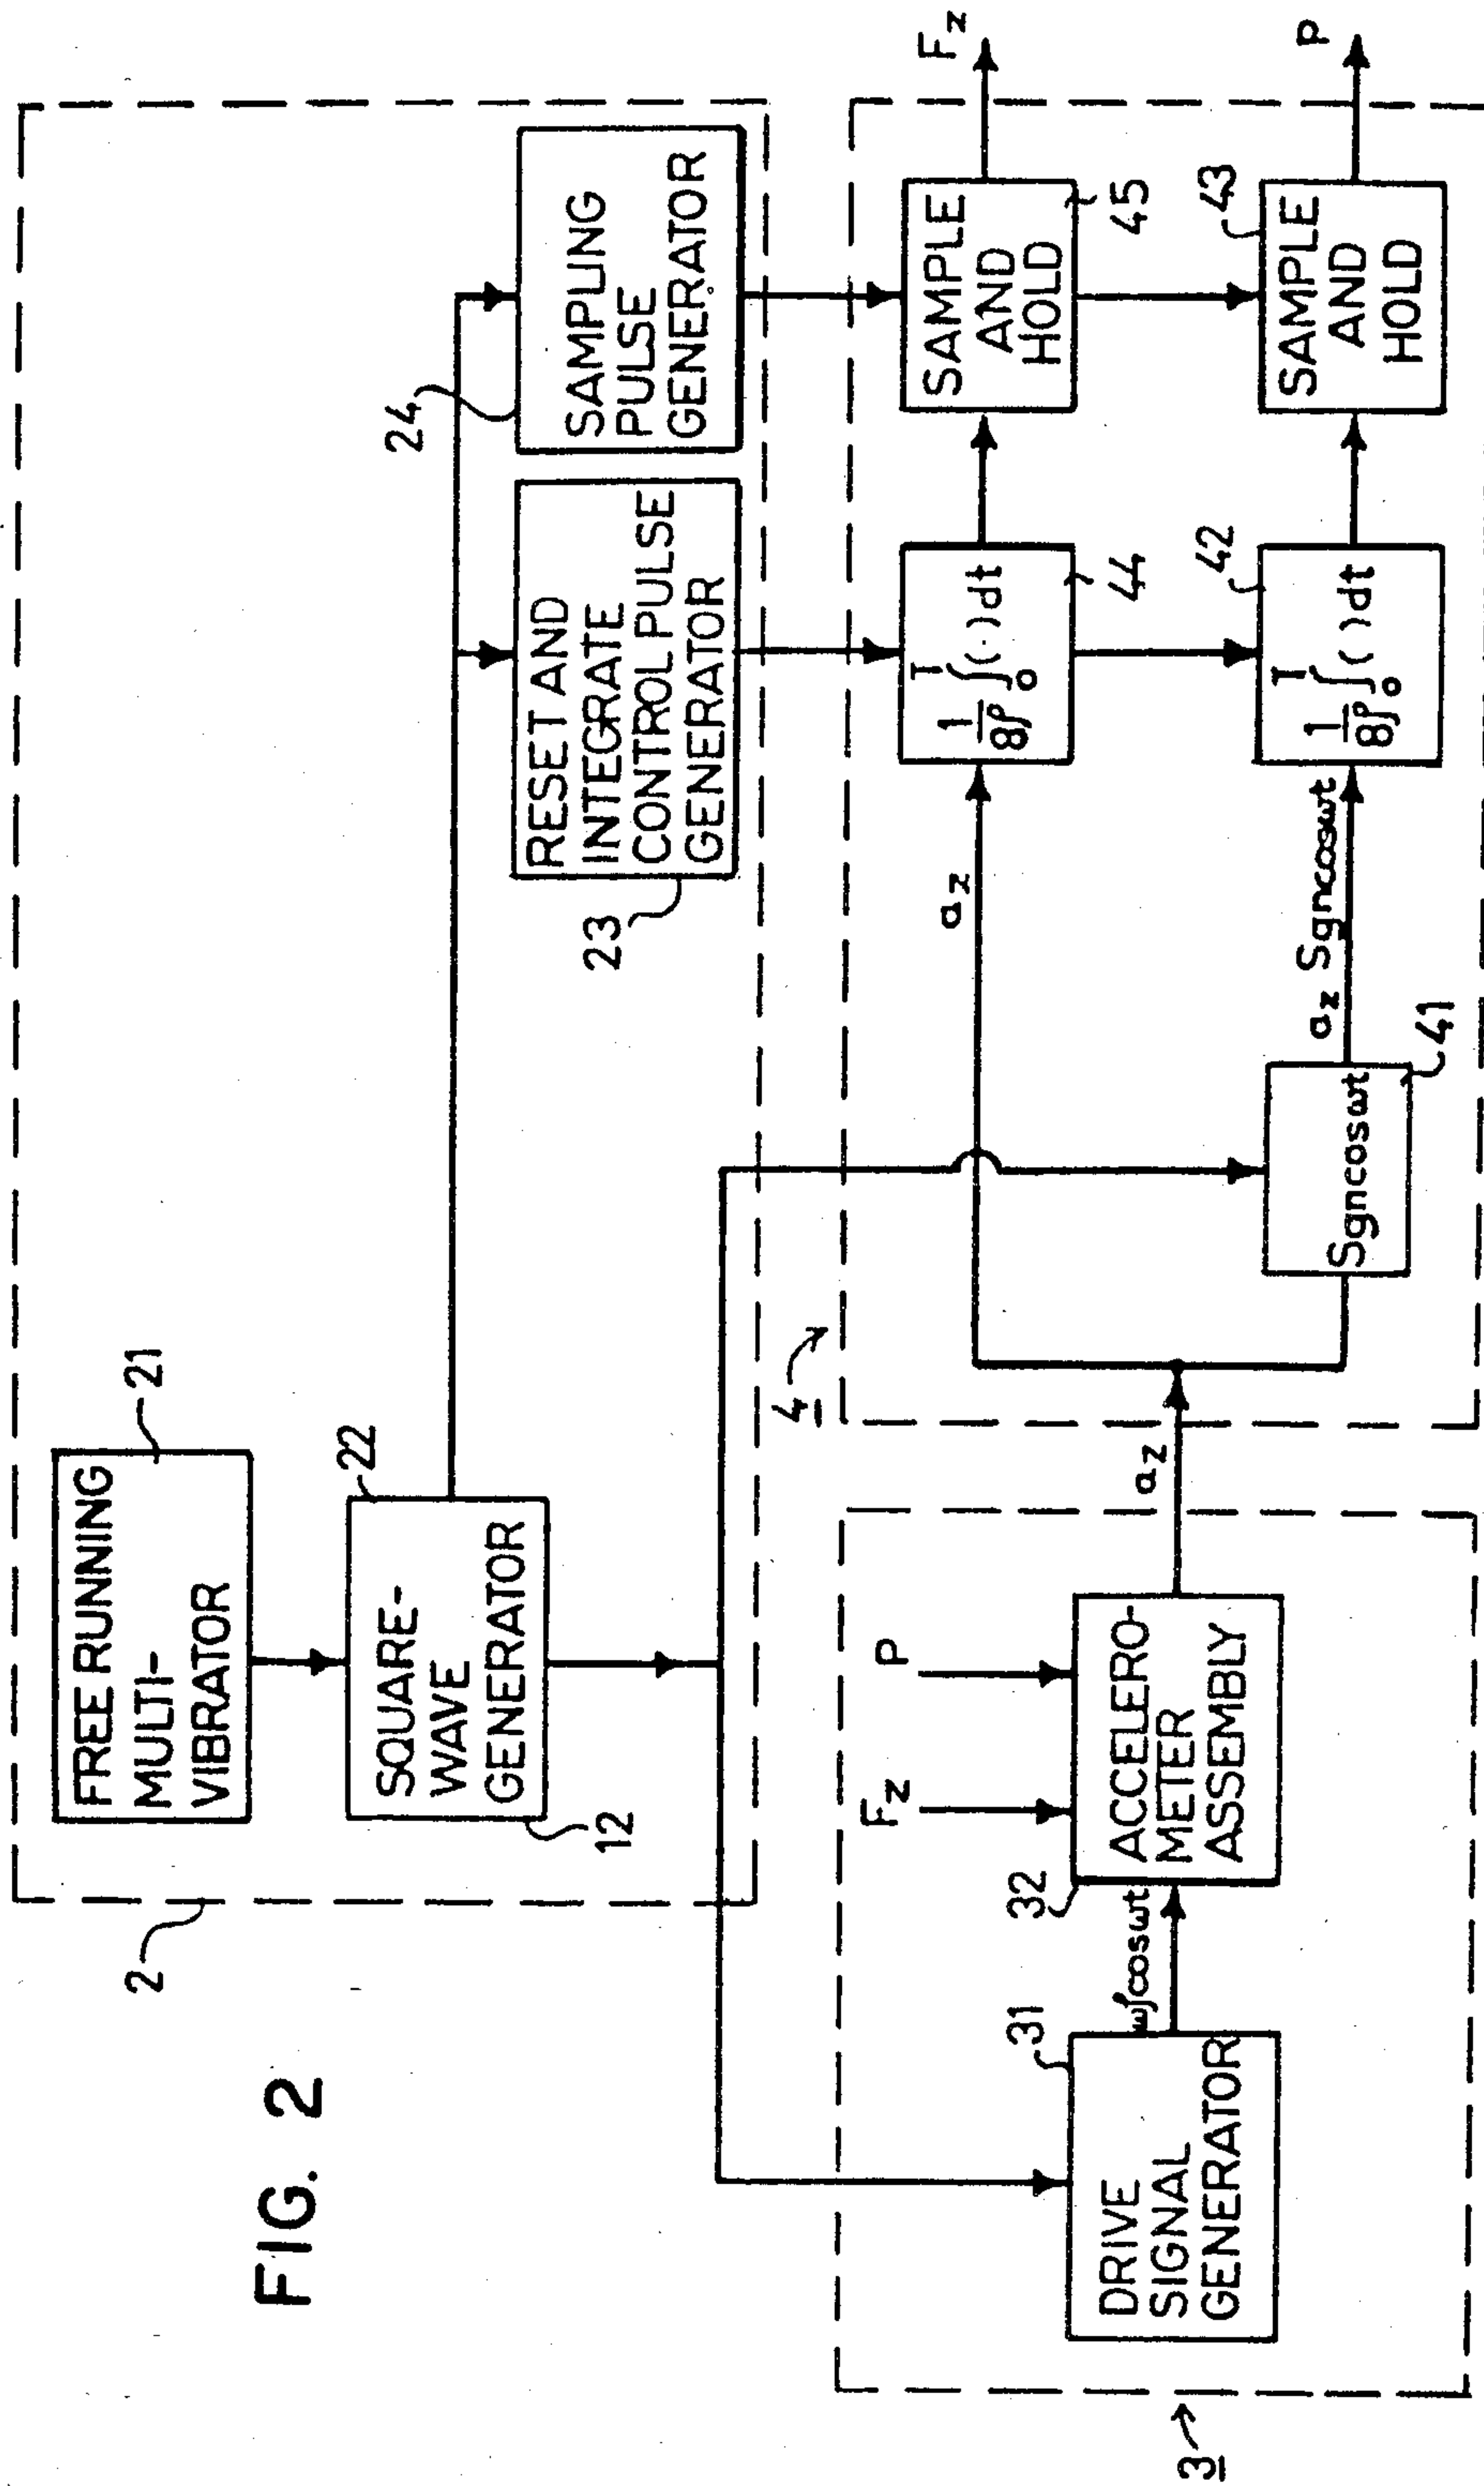 FIG. 2
2
FREE RUNNING
MULTI-
VIBRATOR
21
SQUARE-
WAVE
GENERATOR
22
12
RESET AND
INTEGRATE
CONTROL PULSE
GENERATOR
23
SAMPLING
PULSE
GENERATOR
24
3
DRIVE
SIGNAL
GENERATOR
31
ωρcosωt
Fz
P
ACCELERO-
METER
ASSEMBLY
32
az
4
az
Sgncosωt
41
az Sgncosωt
1/8ρ ∫0T (·)dt
44
1/8ρ ∫0T ( )dt
42
SAMPLE
AND
HOLD
45
SAMPLE
AND
HOLD
43
Fz
P